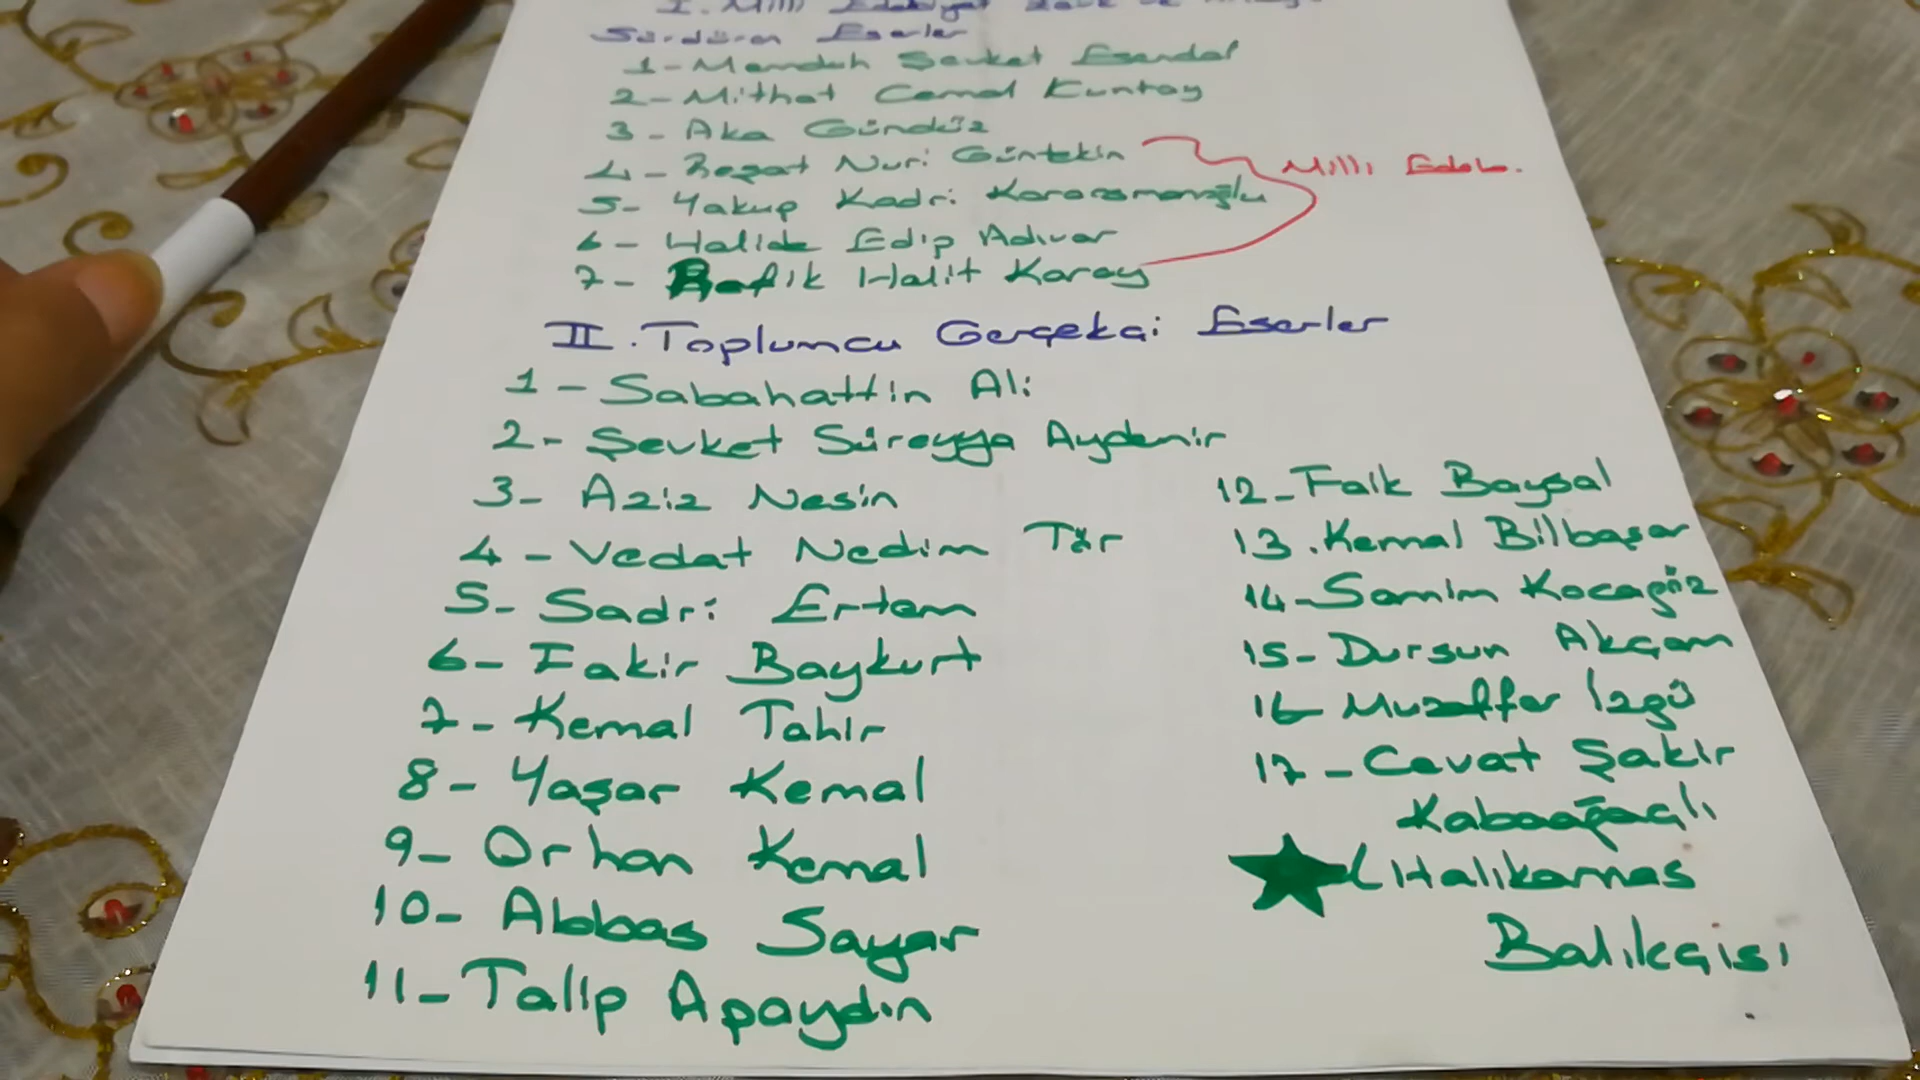 I. Milli Edebiyat Zevk ve
Sürdüren Eserler
1- Memduh Şevket Esendal
2- Mithat Cemal Kuntay
3- Aka Gündüz
4- Reşat Nuri Güntekin
5- Yakup Kadri Karaosmanoğlu
6- Halide Edip Adıvar
7- Refik Halit Karay
Milli Edeb.
II. Toplumcu Gerçekçi Eserler
1- Sabahattin Ali
2- Şevket Süreyya Aydemir
3- Aziz Nesin
4- Vedat Nedim Tör
5- Sadri Ertem
6- Fakir Baykurt
7- Kemal Tahir
8- Yaşar Kemal
9- Orhan Kemal
10- Abbas Sayar
11- Talip Apaydın
12- Faik Baysal
13. Kemal Bilbaşar
14- Samim Kocagöz
15- Dursun Akçam
16- Muzaffer İzgü
17- Cevat Şakir
Kabaağaçlı
(Halikarnas
Balıkçısı